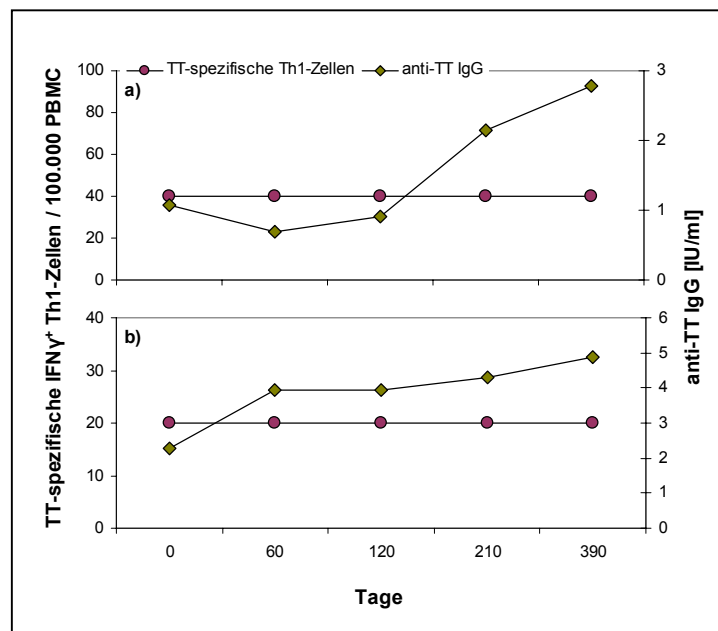 TT-spezifische Th1-Zellen
anti-TT IgG
a)
100
80
60
40
20
0
3
2
1
0
b)
40
30
20
10
0
6
5
4
3
2
1
0
0 60 120 210 390
Tage
TT-spezifische IFNγ⁺ Th1-Zellen / 100.000 PBMC
anti-TT IgG [IU/ml]